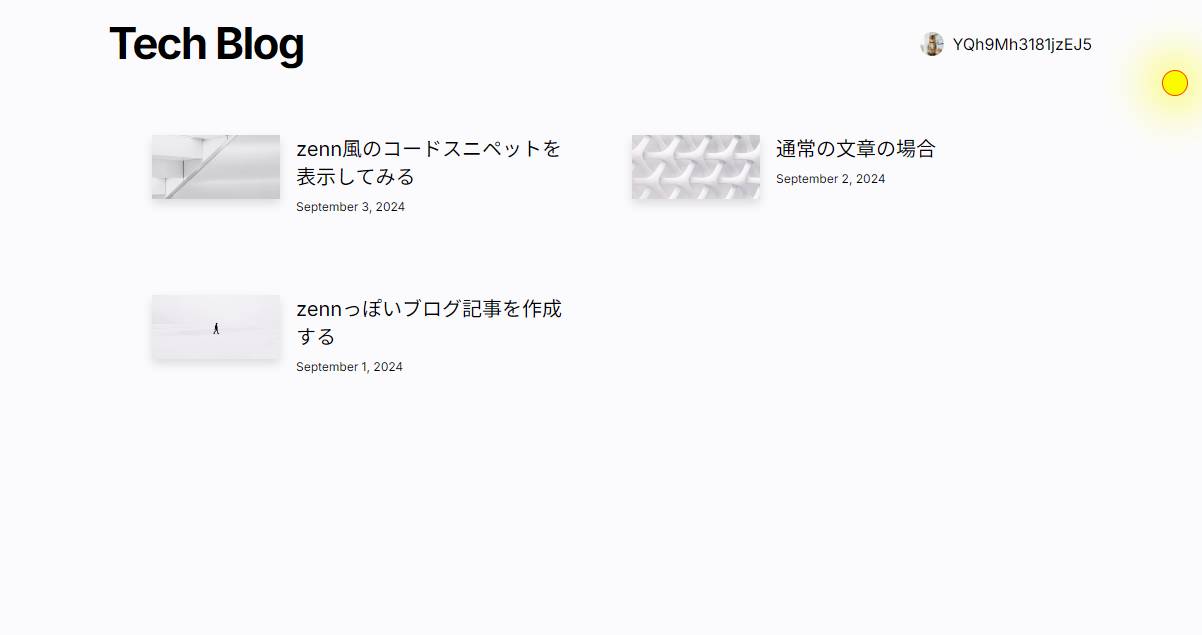 Tech Blog
YQh9Mh3181jzEJ5
zenn風のコードスニペットを
表示してみる
September 3, 2024
通常の文章の場合
September 2, 2024
zennっぽいブログ記事を作成
する
September 1, 2024